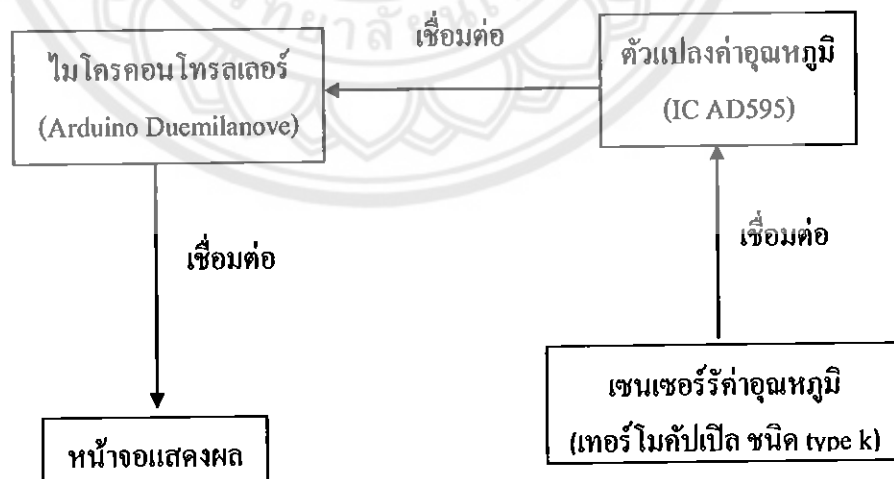 เชื่อมต่อ
ไมโครคอนโทรลเลอร์
(Arduino Duemilanove)
ตัวแปลงค่าอุณหภูมิ
(IC AD595)
เชื่อมต่อ
เชื่อมต่อ
เซนเซอร์รัค่าอุณหภูมิ
(เทอร์โมคัปเปิล ชนิด type k)
หน้าจอแสดงผล